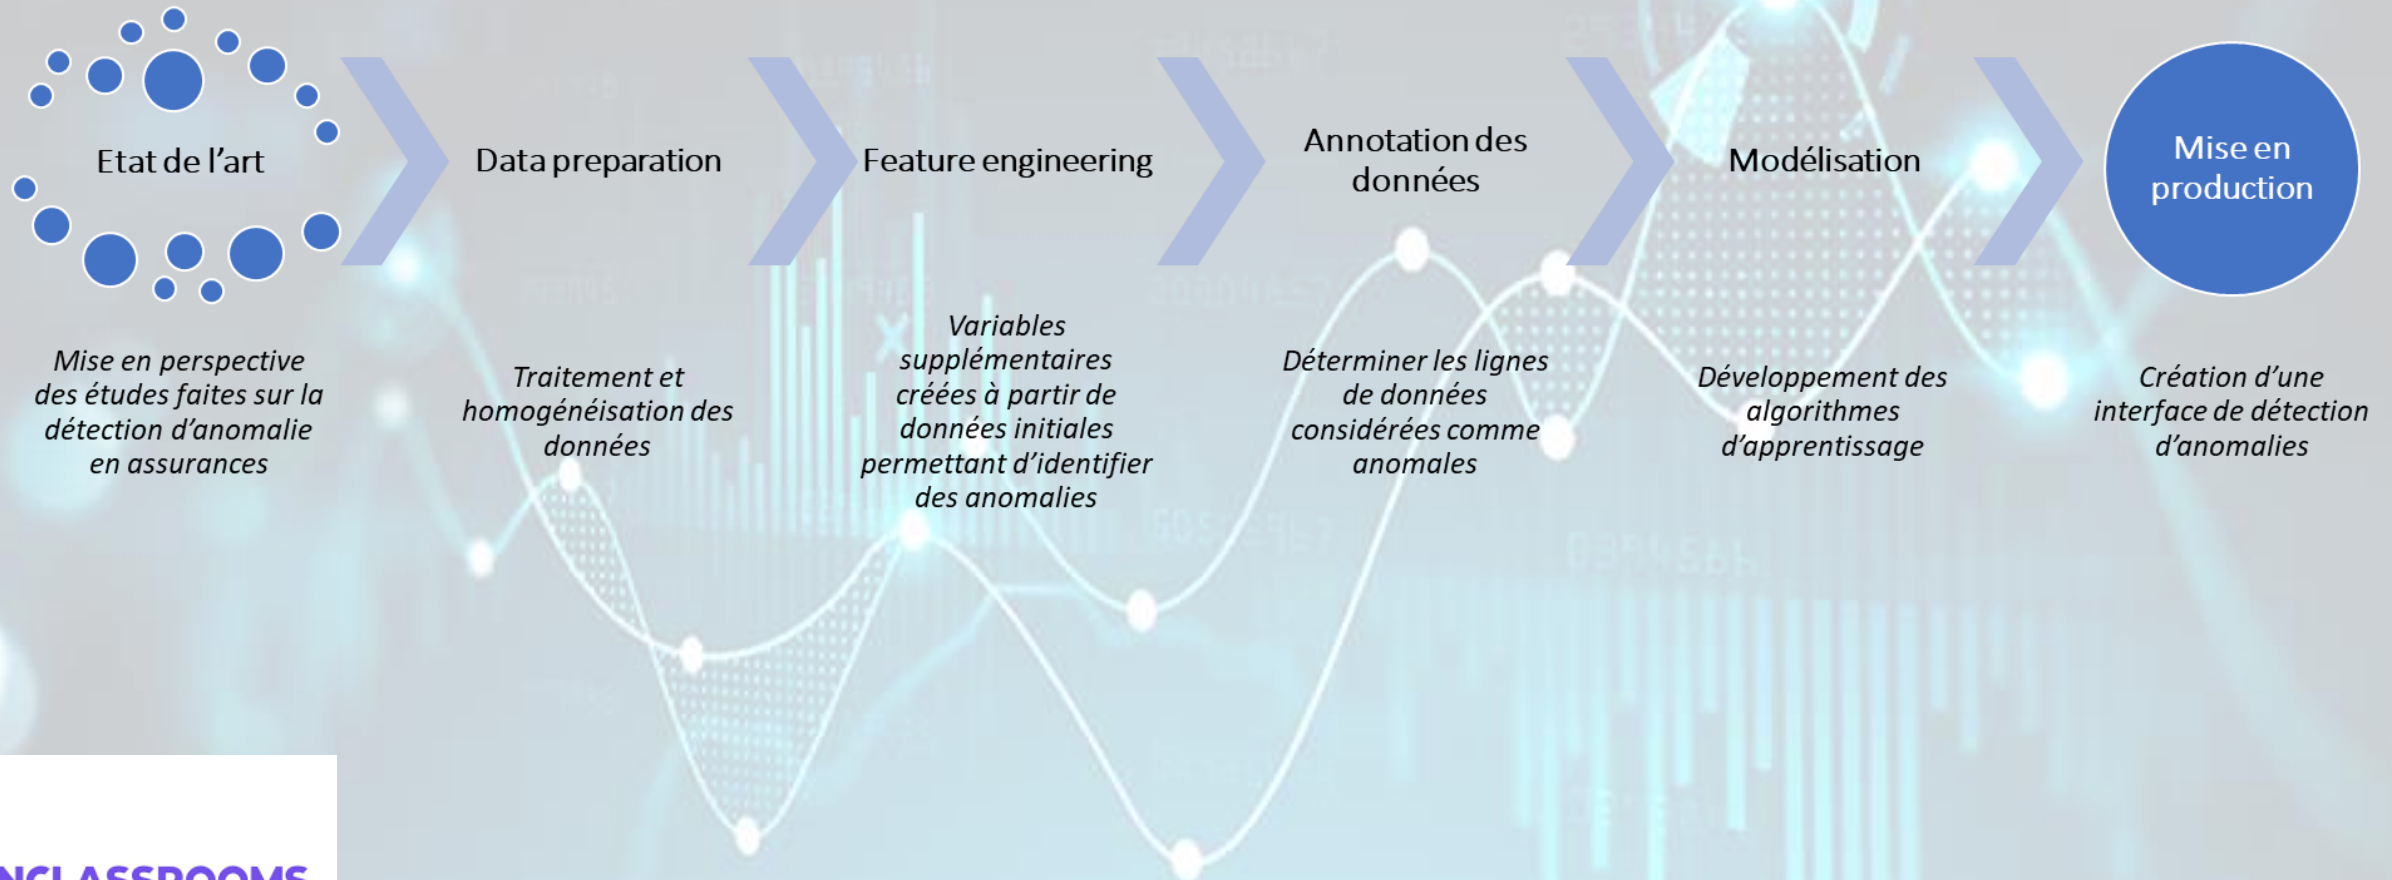 Etat de l'art
Data preparation
Feature engineering
Annotation des
données
Modélisation
Mise en
production
Mise en perspective
des études faites sur la
détection d'anomalie
en assurances
Traitement et
homogénéisation des
données
Variables
supplémentaires
créées à partir de
données initiales
permettant d'identifier
des anomalies
Déterminer les lignes
de données
considérées comme
anomales
Développement des
algorithmes
d'apprentissage
Création d'une
interface de détection
d'anomalies
NCLASSROOMS